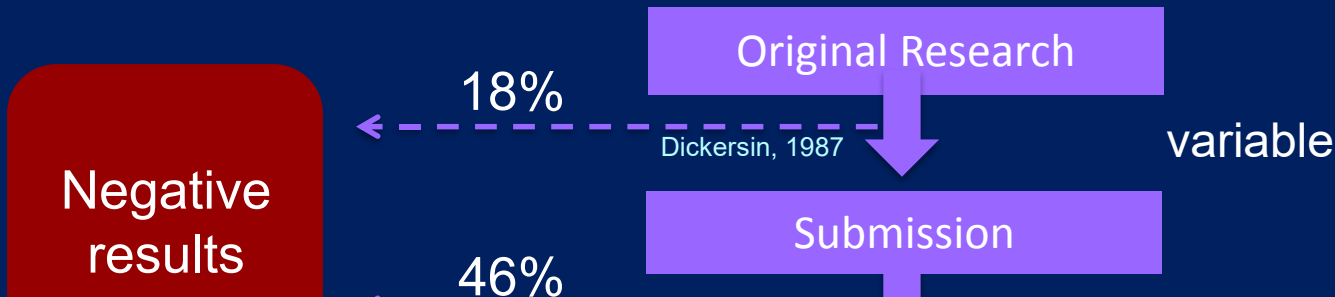 Original Research
18%
Dickersin, 1987
variable
Negative
results
Submission
46%